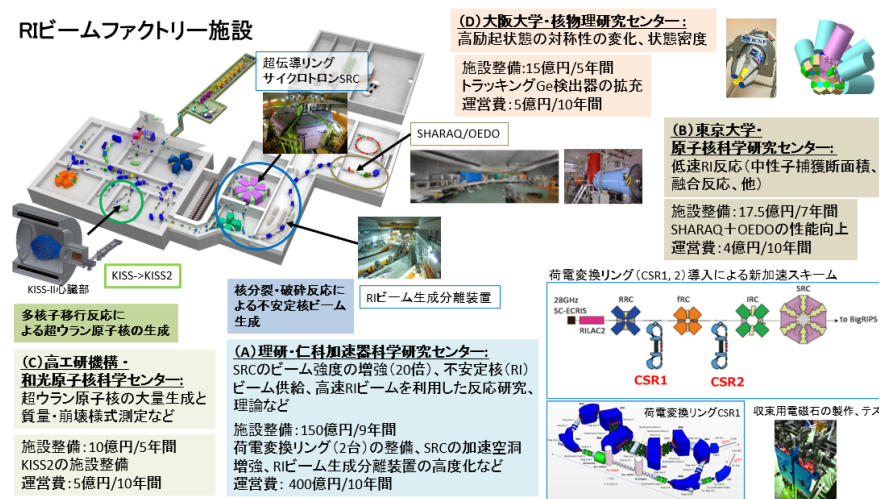 RIビームファクトリー施設
超伝導リング
サイクロトロンSRC
SHARAQ/OEDO
KISS->KISS2
KISS-II心臓部
RIビーム生成分離装置
多核子移行反応に
よる超ウラン原子核の生成
核分裂・破砕反応に
よる不安定核ビーム
生成
(D)大阪大学・核物理研究センター:
高励起状態の対称性の変化、状態密度
施設整備:15億円/5年間
トラッキングGe検出器の拡充
運営費:5億円/10年間
(B)東京大学・
原子核科学研究センター:
低速RI反応(中性子捕獲断面積、
融合反応、他)
施設整備:17.5億円/7年間
SHARAQ+OEDOの性能向上
運営費:4億円/10年間
(C)高工研機構・
和光原子核科学センター:
超ウラン原子核の大量生成と
質量・崩壊様式測定など
施設整備:10億円/5年間
KISS2の施設整備
運営費:5億円/10年間
(A)理研・仁科加速器科学研究センター:
SRCのビーム強度の増強(20倍)、不安定核(RI)
ビーム供給、高速RIビームを利用した反応研究、
理論など
施設整備:150億円/9年間
荷電変換リング(2台)の整備、SRCの加速空洞
増強、RIビーム生成分離装置の高度化など
運営費: 400億円/10年間
荷電変換リング(CSR1, 2)導入による新加速スキーム
28GHz
SC-ECRIS
RILAC2
RRC
fRC
IRC
SRC
to BigRIPS
CSR1
CSR2
荷電変換リングCSR1
収束用電磁石の製作、テス